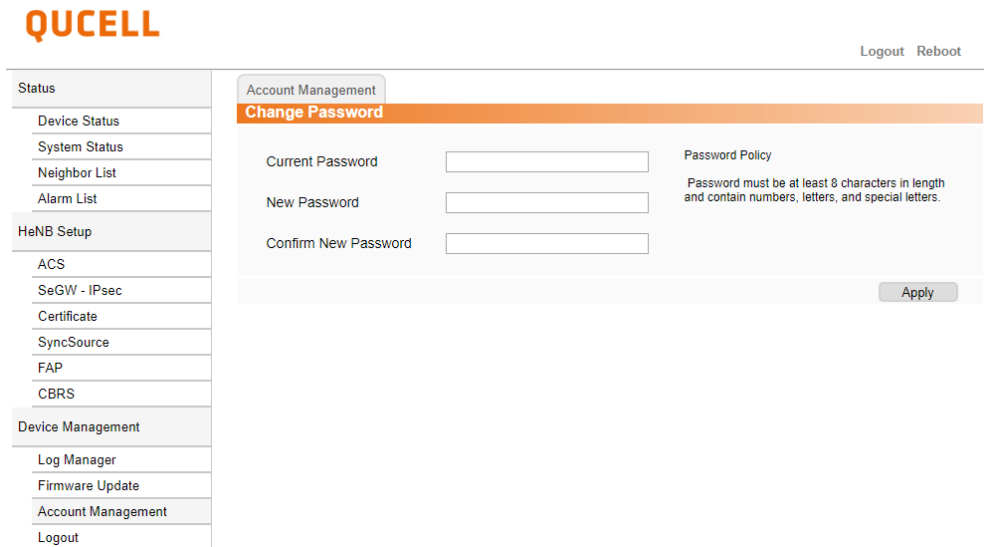 QUCELL
Logout Reboot
Status
Device Status
System Status
Neighbor List
Alarm List
HeNB Setup
ACS
SeGW - IPsec
Certificate
SyncSource
FAP
CBRS
Device Management
Log Manager
Firmware Update
Account Management
Logout
Account Management
Change Password
Current Password
New Password
Confirm New Password
Password Policy
Password must be at least 8 characters in length
and contain numbers, letters, and special letters.
Apply